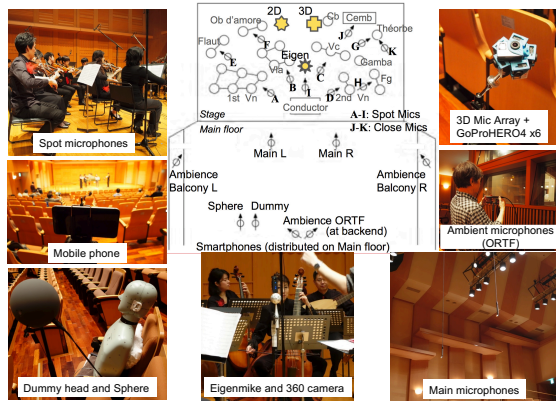 2D
3D
Ob d'amore
Cb
Cemb
Théorbe
J
G
K
Flaut
F
Eigen
Vc
Gamba
E
Vla
C
B
I
H
Fg
1st Vn
A
D
2nd Vn
Conductor
A-I: Spot Mics
J-K: Close Mics
Stage
Main floor
Main L
Main R
Ambience
Balcony L
Ambience
Balcony R
Sphere
Dummy
Ambience ORTF
(at backend)
Smartphones (distributed on Main floor)
Spot microphones
Mobile phone
Dummy head and Sphere
Eigenmike and 360 camera
3D Mic Array +
GoProHERO4 x6
Ambient microphones
(ORTF)
Main microphones